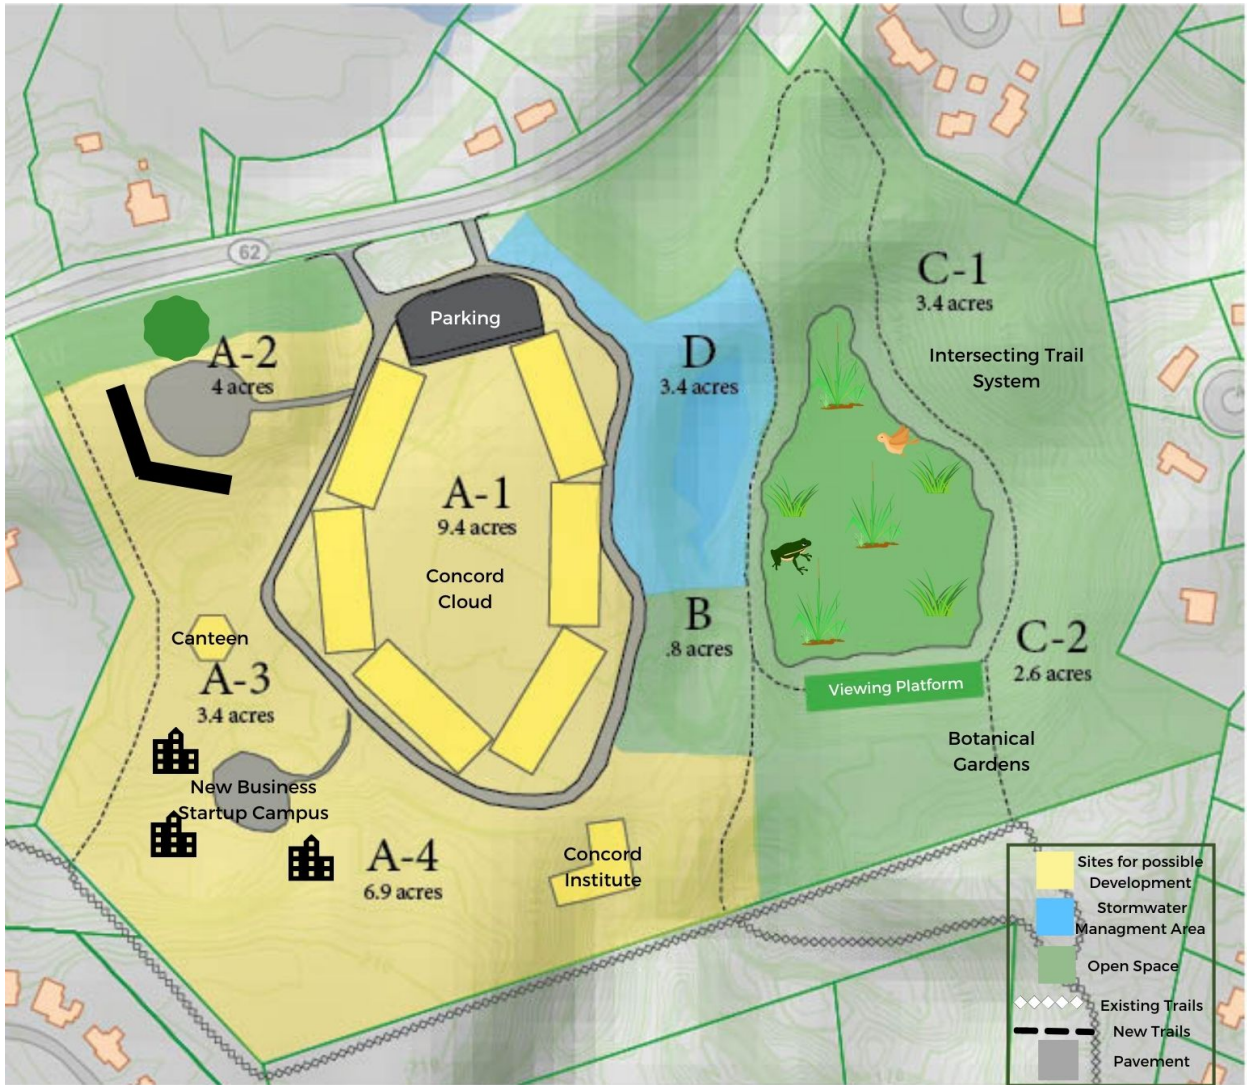 62
Parking
C-1
3.4 acres
Intersecting Trail
System
A-2
4 acres
D
3.4 acres
A-1
9.4 acres
Concord
Cloud
Canteen
A-3
3.4 acres
B
.8 acres
C-2
2.6 acres
Viewing Platform
Botanical
Gardens
New Business
Startup Campus
A-4
6.9 acres
Concord
Institute
Sites for possible
Development
Stormwater
Managment Area
Open Space
Existing Trails
New Trails
Pavement